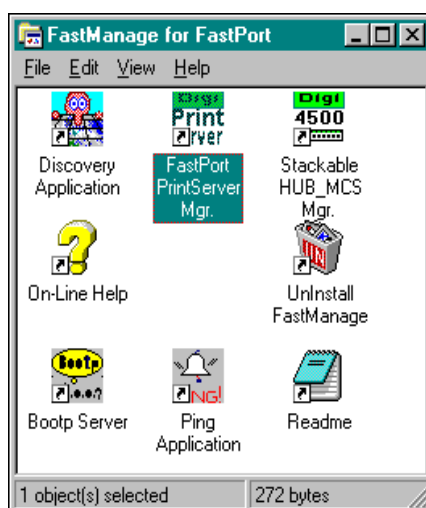 FastManage for FastPort
File Edit View Help
Digi
Print
rver
Digi
4500
Discovery
Application
FastPort
PrintServer
Mgr.
Stackable
HUB_MCS
Mgr.
UN
On-Line Help
UnInstall
FastManage
Bootp
NG!
Bootp Server
Ping
Application
Readme
1 object(s) selected
272 bytes